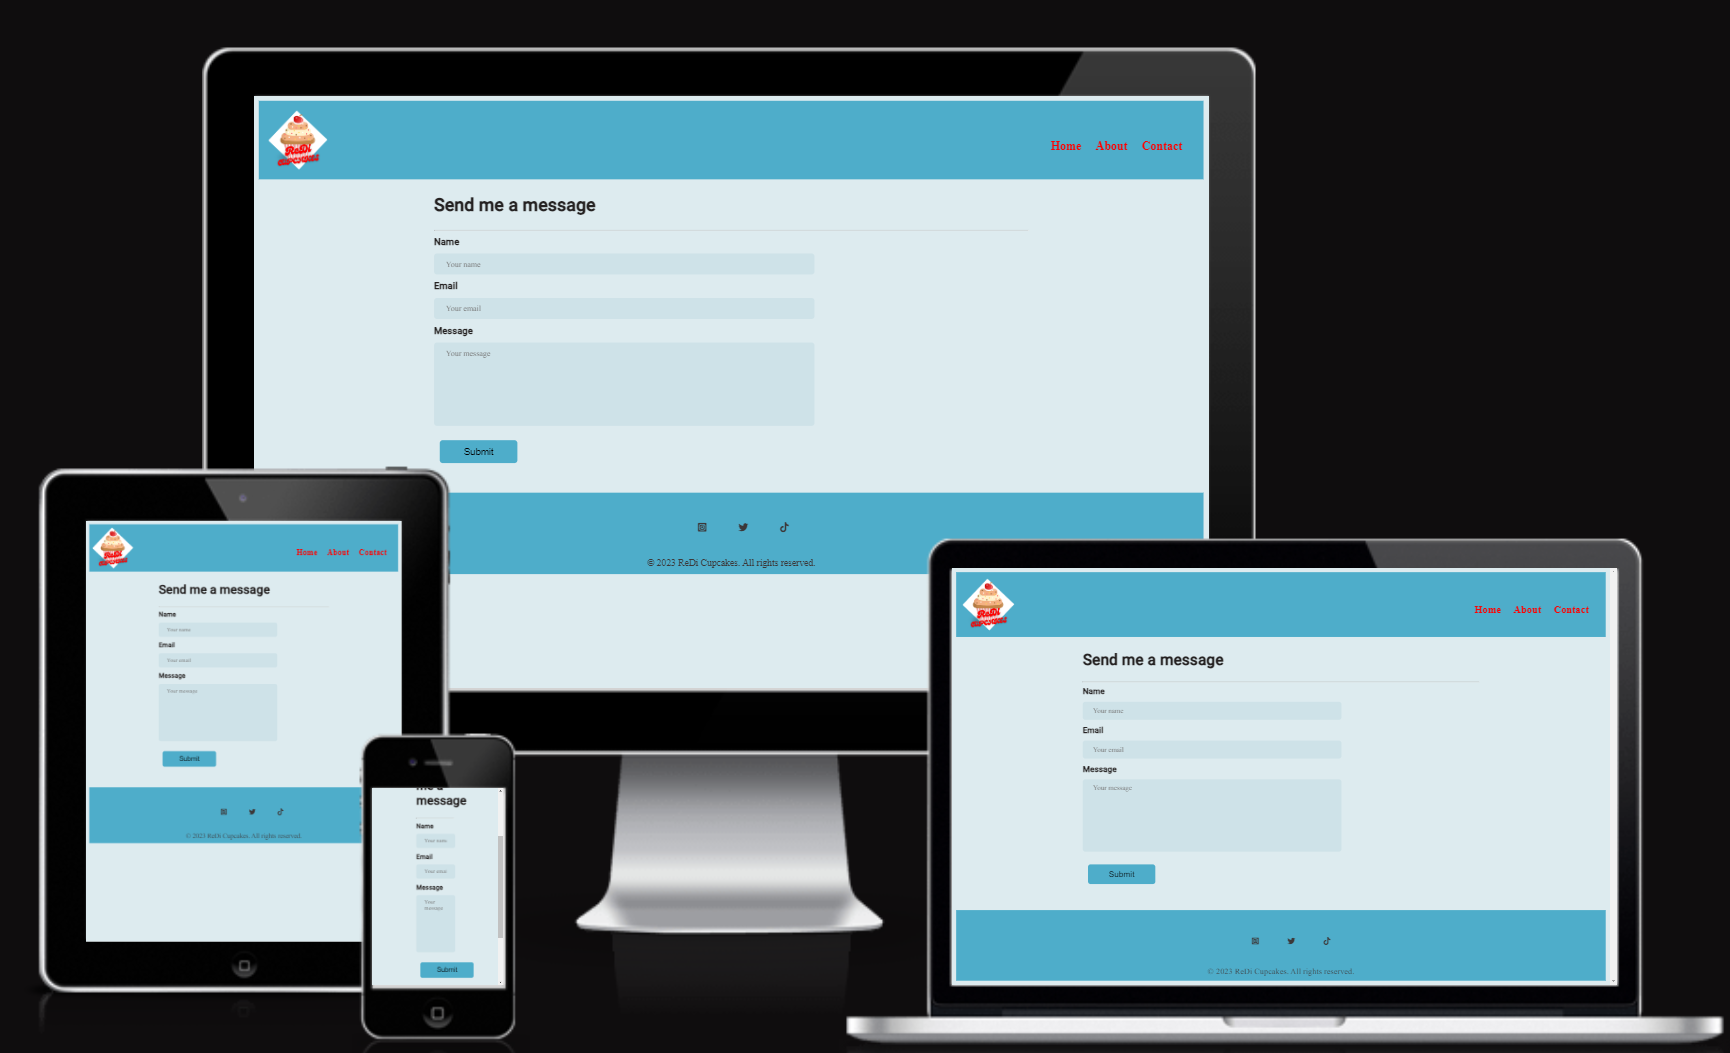 ReDi
CUPCAKES
Home About Contact
Send me a message
Name
Your name
Email
Your email
Message
Your message
Submit
© 2023 ReDi Cupcakes. All rights reserved.
ReDi
CUPCAKES
Home About Contact
Send me a message
Name
Your name
Email
Your email
Message
Your message
Submit
© 2023 ReDi Cupcakes. All rights reserved.
me a
message
Name
Your name
Email
Your email
Message
Your
message
Submit
ReDi
CUPCAKES
Home About Contact
Send me a message
Name
Your name
Email
Your email
Message
Your message
Submit
© 2023 ReDi Cupcakes. All rights reserved.